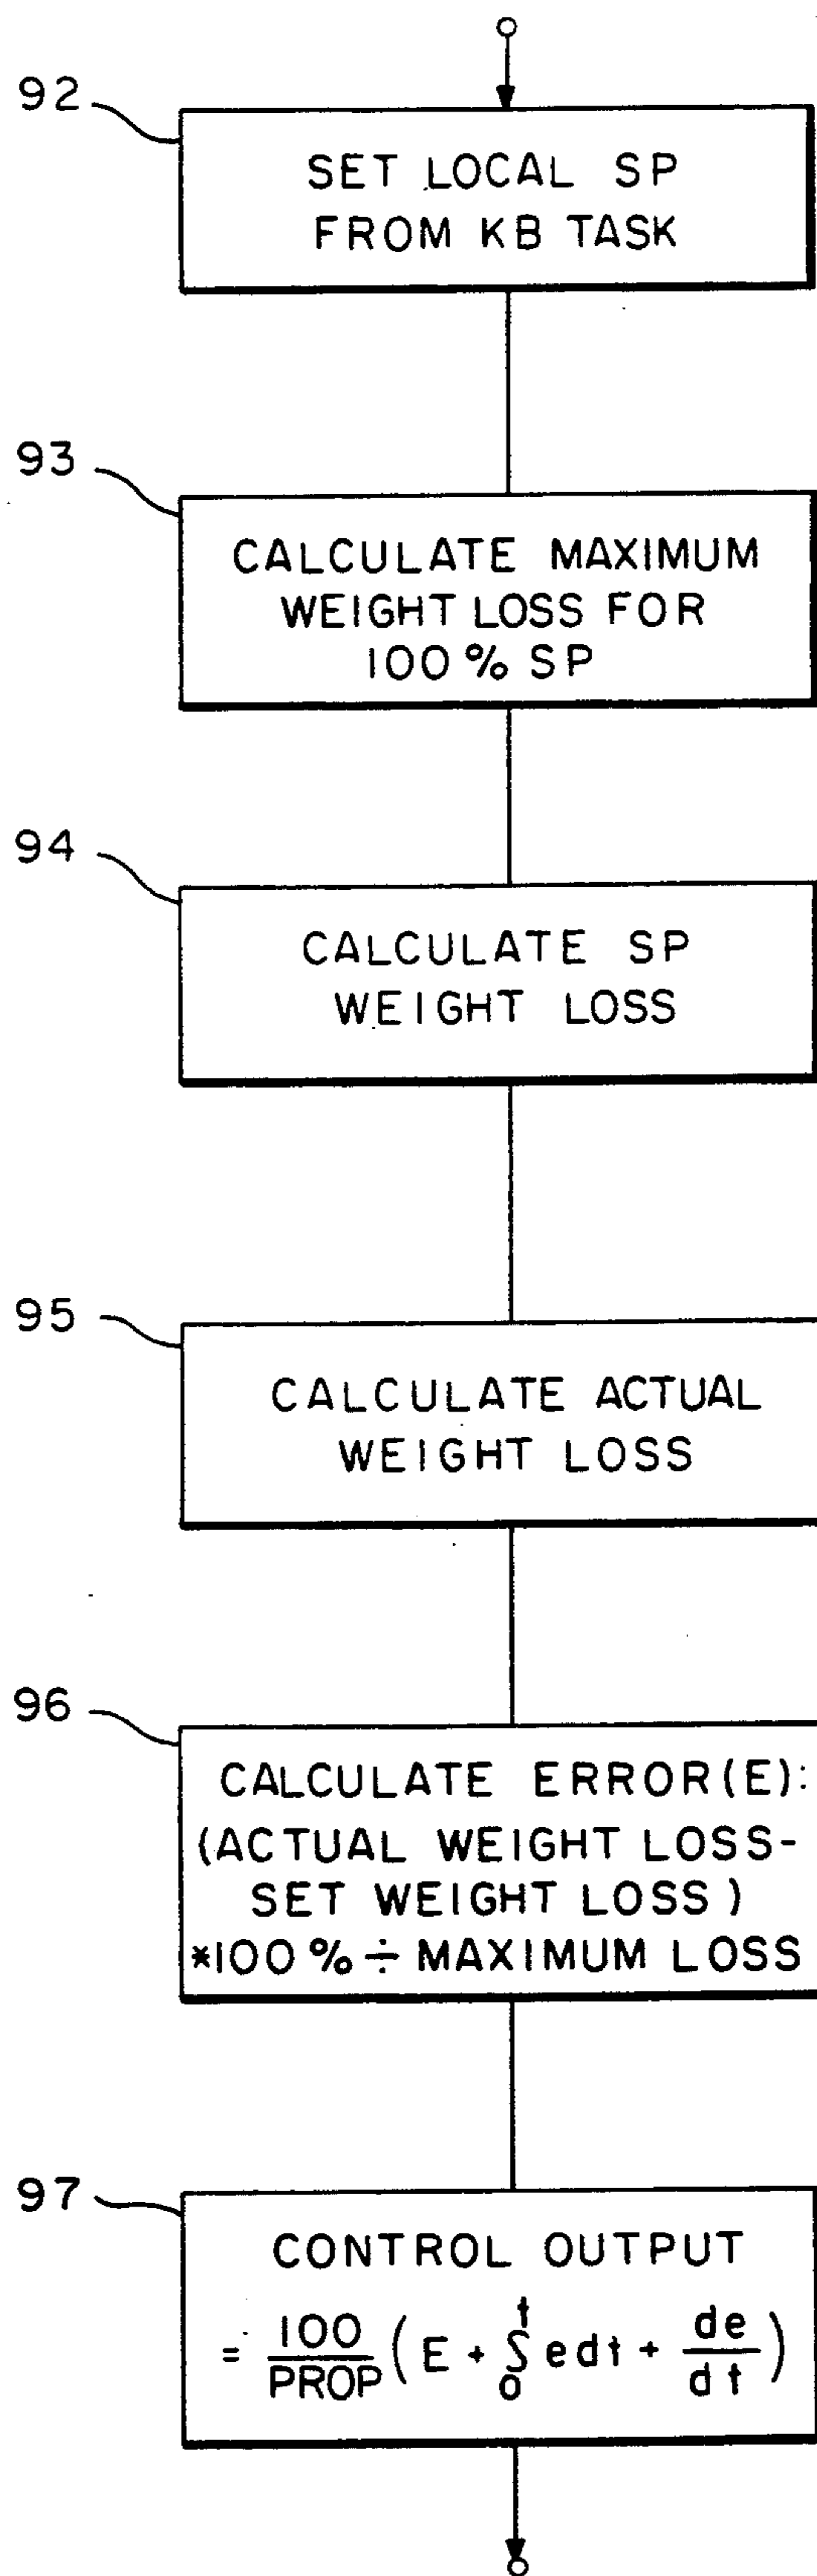 92
SET LOCAL SP
FROM KB TASK
93
CALCULATE MAXIMUM
WEIGHT LOSS FOR
100% SP
94
CALCULATE SP
WEIGHT LOSS
95
CALCULATE ACTUAL
WEIGHT LOSS
96
CALCULATE ERROR(E):
(ACTUAL WEIGHT LOSS-
SET WEIGHT LOSS)
*100% ÷ MAXIMUM LOSS
97
CONTROL OUTPUT
= 100/PROP (E + ∫₀ᵗ edt + de/dt)